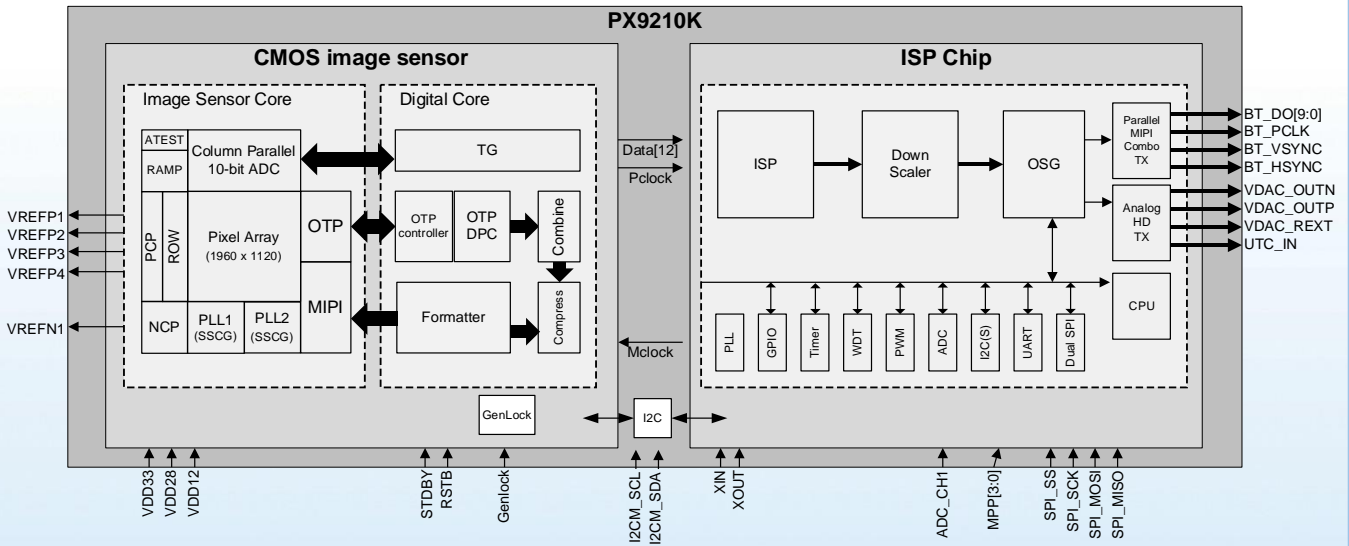 PX9210K
CMOS image sensor
ISP Chip
Image Sensor Core
Digital Core
ATEST
RAMP
Column Parallel
10-bit ADC
TG
PCP
ROW
Pixel Array
(1960 x 1120)
OTP
OTP
controller
OTP
DPC
Combine
NCP
PLL1
(SSCG)
PLL2
(SSCG)
MIPI
Formatter
Compress
GenLock
VREFP1
VREFP2
VREFP3
VREFP4
VREFN1
Data[12]
Pclock
Mclock
I2C
ISP
Down
Scaler
OSG
Parallel
MIPI
Combo
TX
Analog
HD
TX
CPU
PLL
GPIO
Timer
WDT
PWM
ADC
I2C(S)
UART
Dual SPI
BT_DO[9:0]
BT_PCLK
BT_VSYNC
BT_HSYNC
VDAC_OUTN
VDAC_OUTP
VDAC_REXT
UTC_IN
VDD33
VDD28
VDD12
STDBY
RSTB
Genlock
I2CM_SCL
I2CM_SDA
XIN
XOUT
ADC_CH1
MPP[3:0]
SPI_SS
SPI_SCK
SPI_MOSI
SPI_MISO